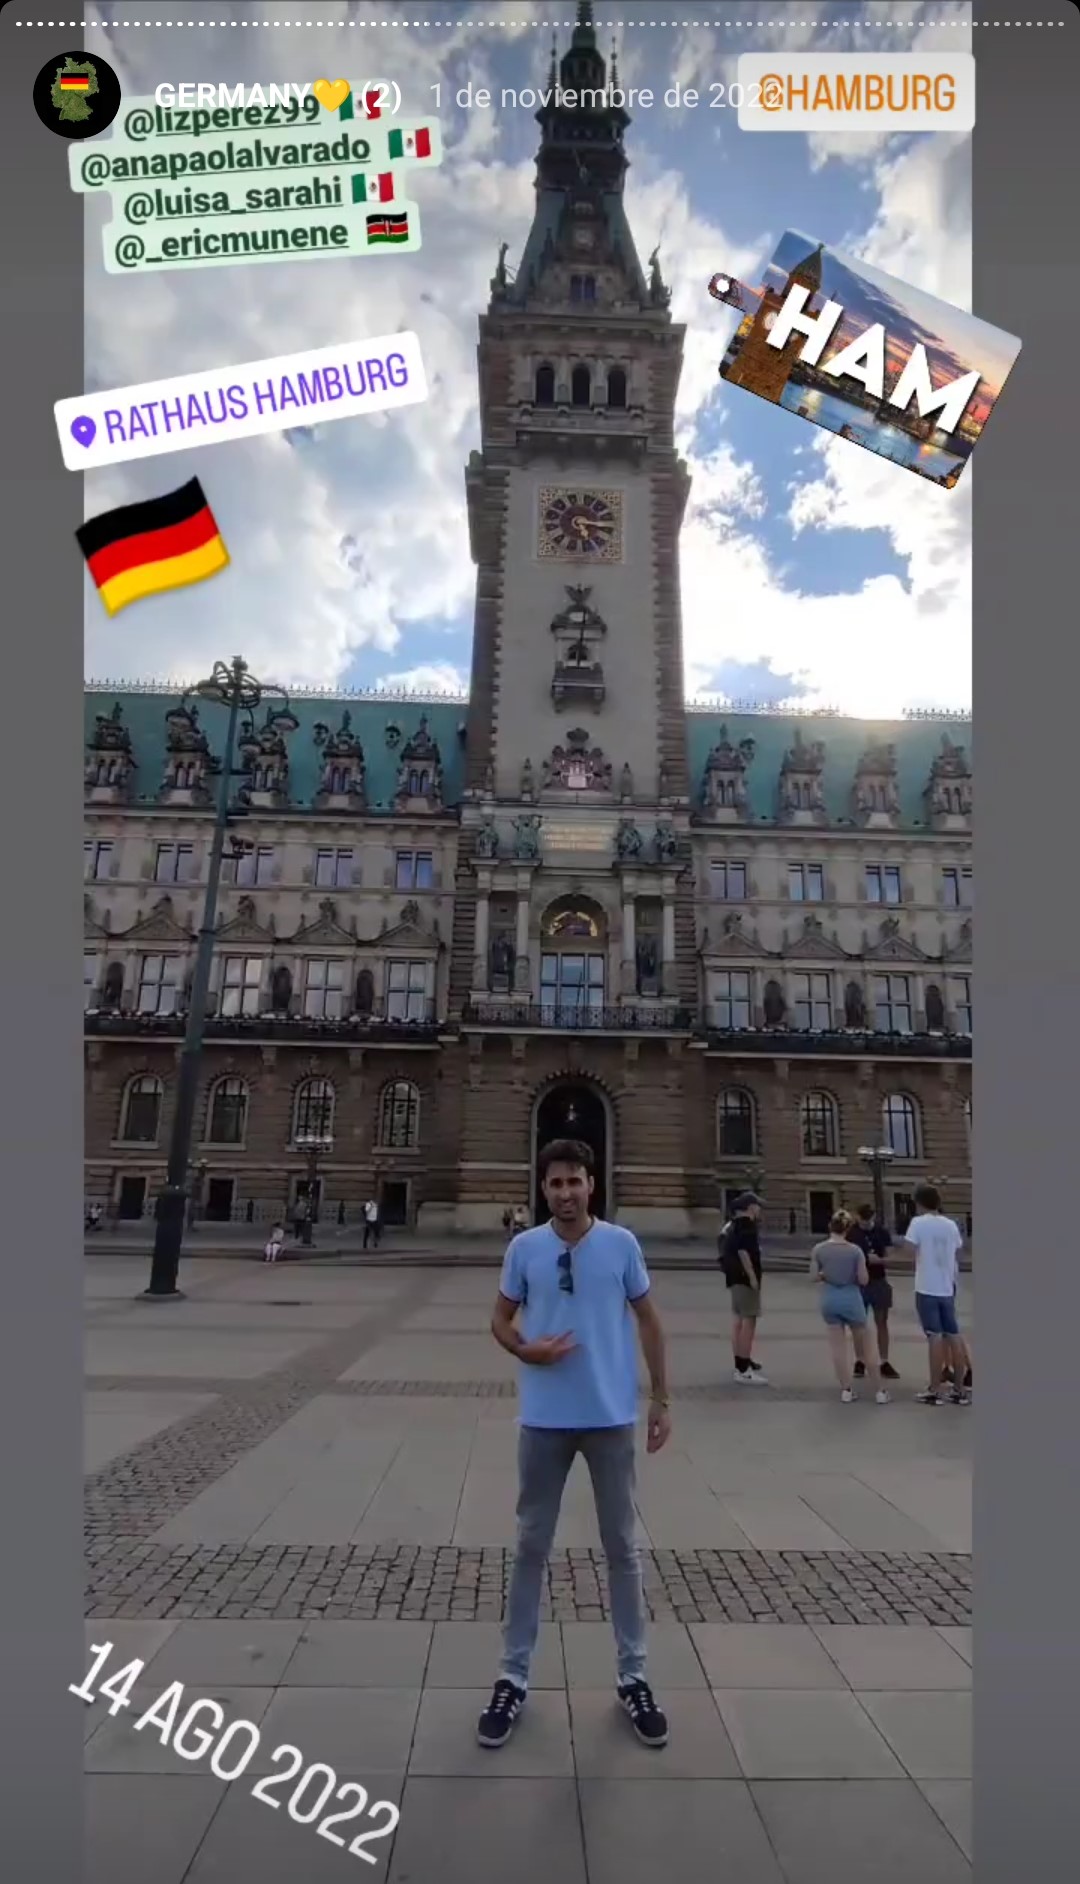 GERMANY💛 (2) 1 de noviembre de 2022
@HAMBURG
@lizperez99 🇲🇽
@anapaolalvarado 🇲🇽
@luisa_sarahi 🇲🇽
@_ericmunene 🇰🇪
HAM
RATHAUS HAMBURG
14 AGO 2022